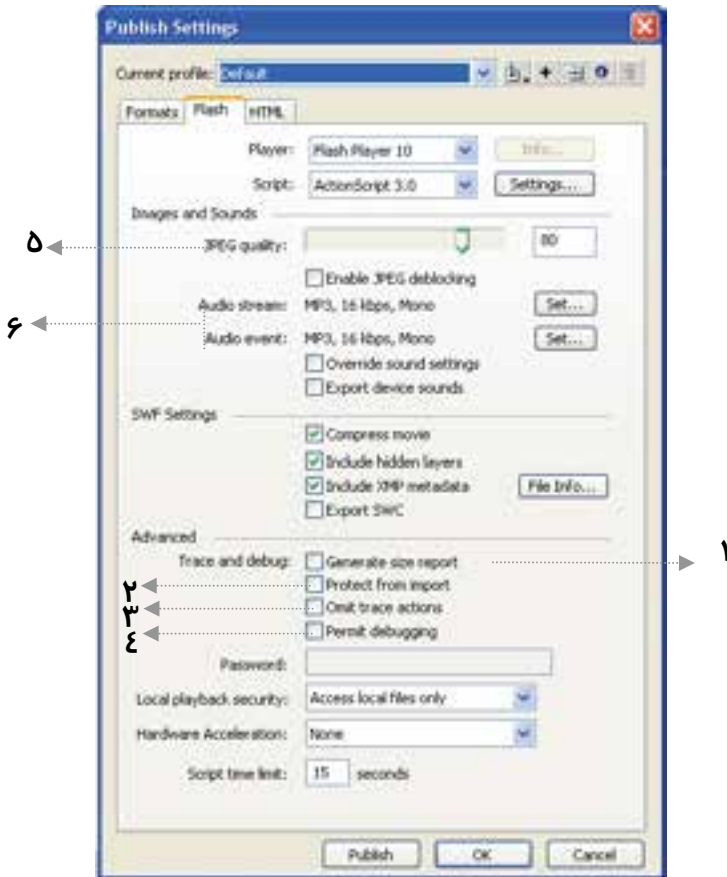 Publish Settings
Current profile: Default
Formats Flash HTML
Player: Flash Player 10 Info...
Script: ActionScript 3.0 Settings...
Images and Sounds
۵ JPEG quality: 80
Enable JPEG deblocking
Audio stream: MP3, 16 kbps, Mono Set...
۶
Audio event: MP3, 16 kbps, Mono Set...
Override sound settings
Export device sounds
SWF Settings
Compress movie
Include hidden layers
Include XMP metadata File Info...
Export SWC
Advanced
Trace and debug: Generate size report ۱
۲ Protect from import
۳ Omit trace actions
٤ Permit debugging
Password:
Local playback security: Access local files only
Hardware Acceleration: None
Script time limit: 15 seconds
Publish OK Cancel